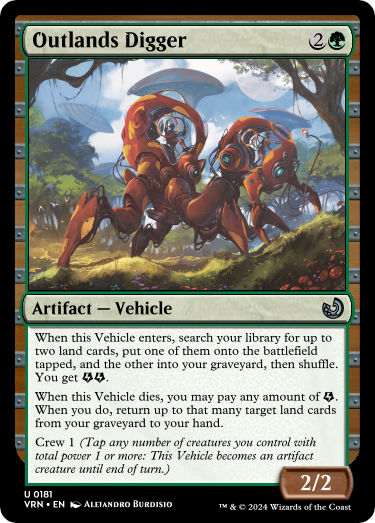 Outlands Digger 2
Artifact — Vehicle
When this Vehicle enters, search your library for up
to two land cards, put one of them onto the battlefield
tapped, and the other into your graveyard, then shuffle.
You get.
When this Vehicle dies, you may pay any amount of.
When you do, return up to that many target land cards
from your graveyard to your hand.
Crew 1 (Tap any number of creatures you control with
total power 1 or more: This Vehicle becomes an artifact
creature until end of turn.)
2/2
U 0181
VRN • EN Alejandro Burdisio
™ & © 2024 Wizards of the Coast